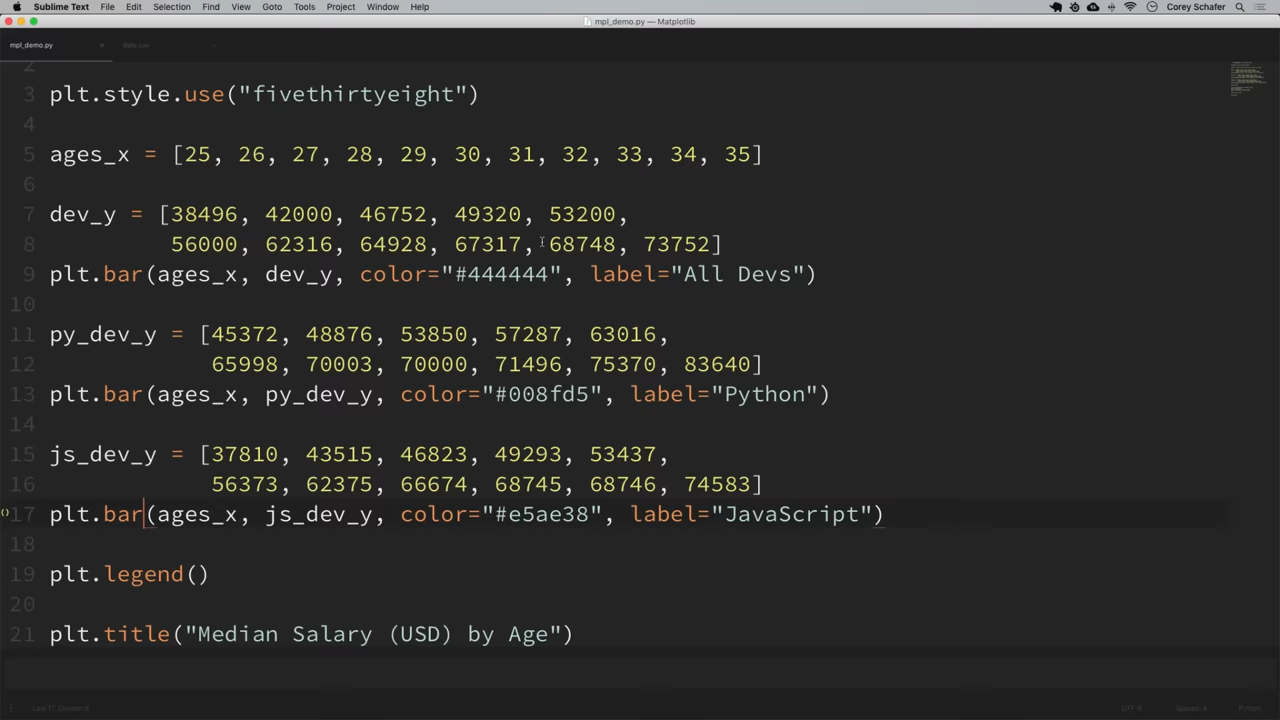 Sublime Text File Edit Selection Find View Goto Tools Project Window Help Corey Schafer
mpl_demo.py — Matplotlib
mpl_demo.py data.csv
2
3 plt.style.use("fivethirtyeight")
4
5 ages_x = [25, 26, 27, 28, 29, 30, 31, 32, 33, 34, 35]
6
7 dev_y = [38496, 42000, 46752, 49320, 53200,
8 56000, 62316, 64928, 67317, 68748, 73752]
9 plt.bar(ages_x, dev_y, color="#444444", label="All Devs")
10
11 py_dev_y = [45372, 48876, 53850, 57287, 63016,
12 65998, 70003, 70000, 71496, 75370, 83640]
13 plt.bar(ages_x, py_dev_y, color="#008fd5", label="Python")
14
15 js_dev_y = [37810, 43515, 46823, 49293, 53437,
16 56373, 62375, 66674, 68745, 68746, 74583]
17 plt.bar(ages_x, js_dev_y, color="#e5ae38", label="JavaScript")
18
19 plt.legend()
20
21 plt.title("Median Salary (USD) by Age")
Python